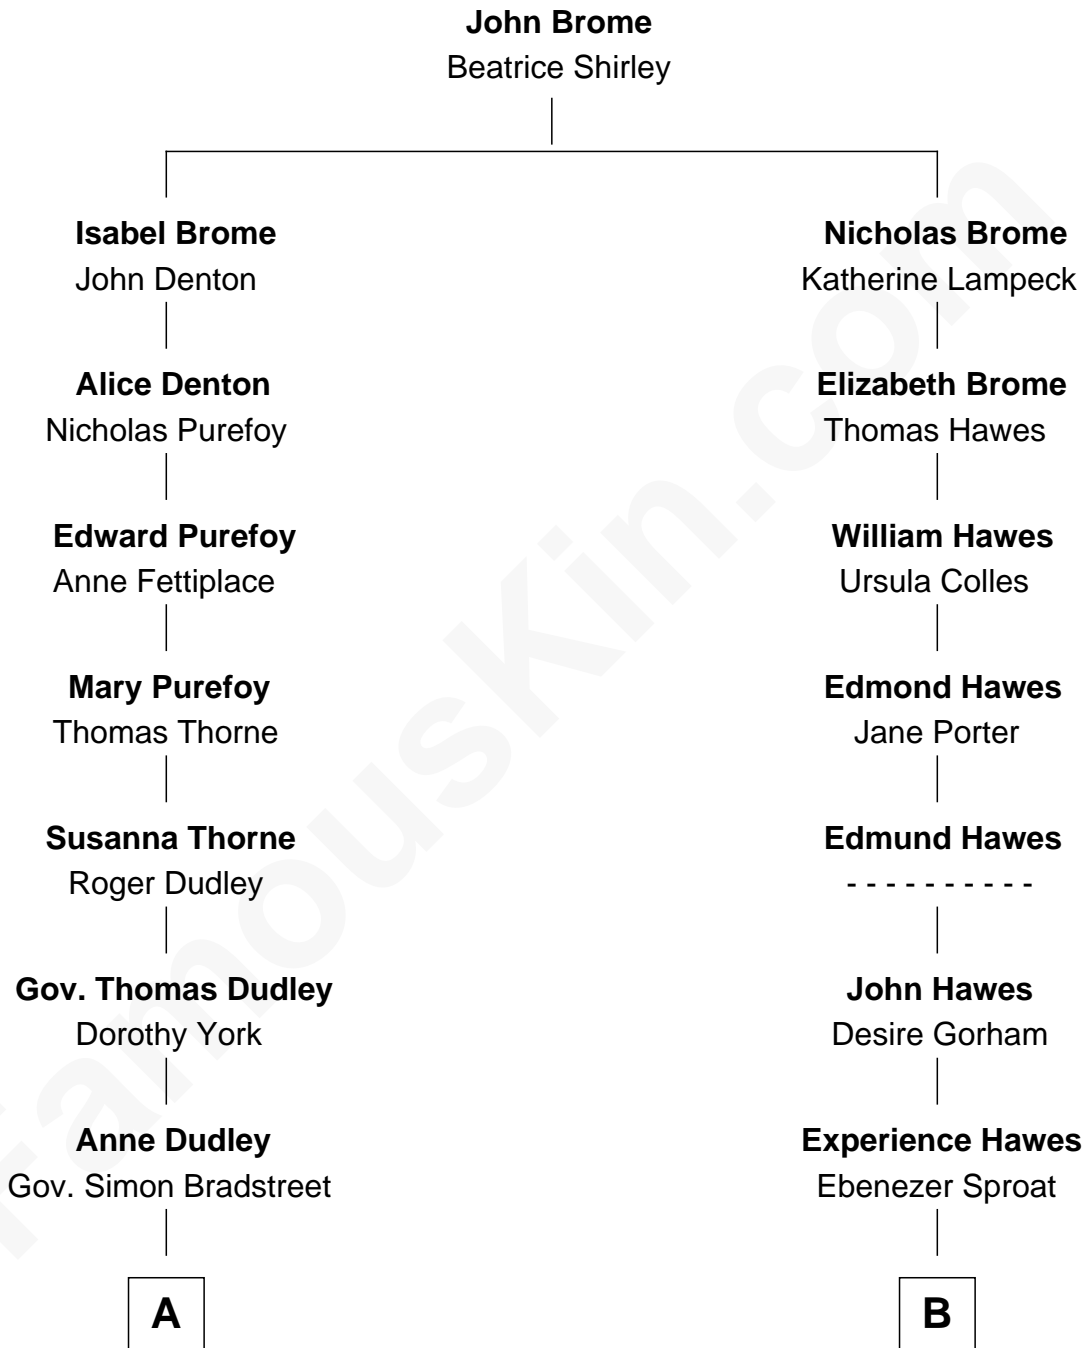 John Brome
Beatrice Shirley
Isabel Brome
John Denton
Nicholas Brome
Katherine Lampeck
Alice Denton
Nicholas Purefoy
Elizabeth Brome
Thomas Hawes
Edward Purefoy
Anne Fettiplace
William Hawes
Ursula Colles
Mary Purefoy
Thomas Thorne
Edmond Hawes
Jane Porter
Susanna Thorne
Roger Dudley
Edmund Hawes
- - - - - - - - - -
Gov. Thomas Dudley
Dorothy York
John Hawes
Desire Gorham
Anne Dudley
Gov. Simon Bradstreet
Experience Hawes
Ebenezer Sproat
A
B
FamousKin.com